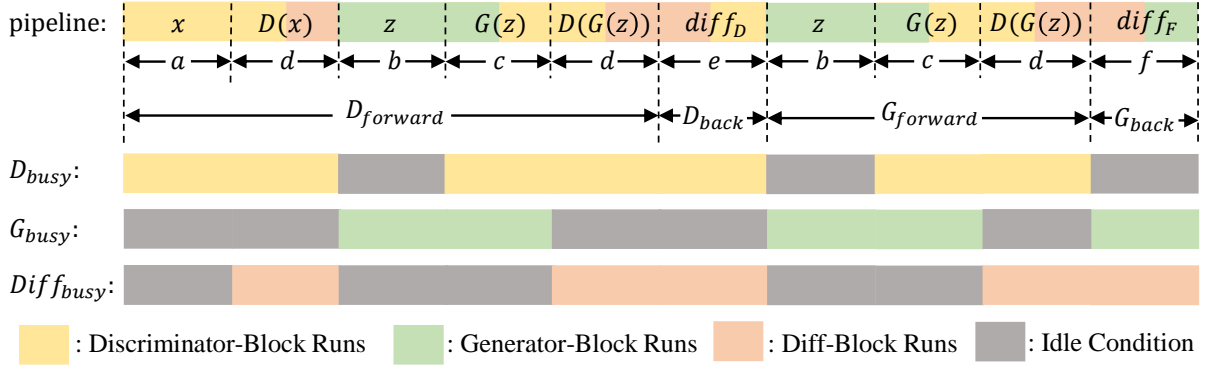 pipeline: x D(x) z G(z) D(G(z)) diff_D z G(z) D(G(z)) diff_F
a d b c d e b c d f
D_forward D_back G_forward G_back
D_busy:
G_busy:
Diff_busy:
: Discriminator-Block Runs : Generator-Block Runs : Diff-Block Runs : Idle Condition